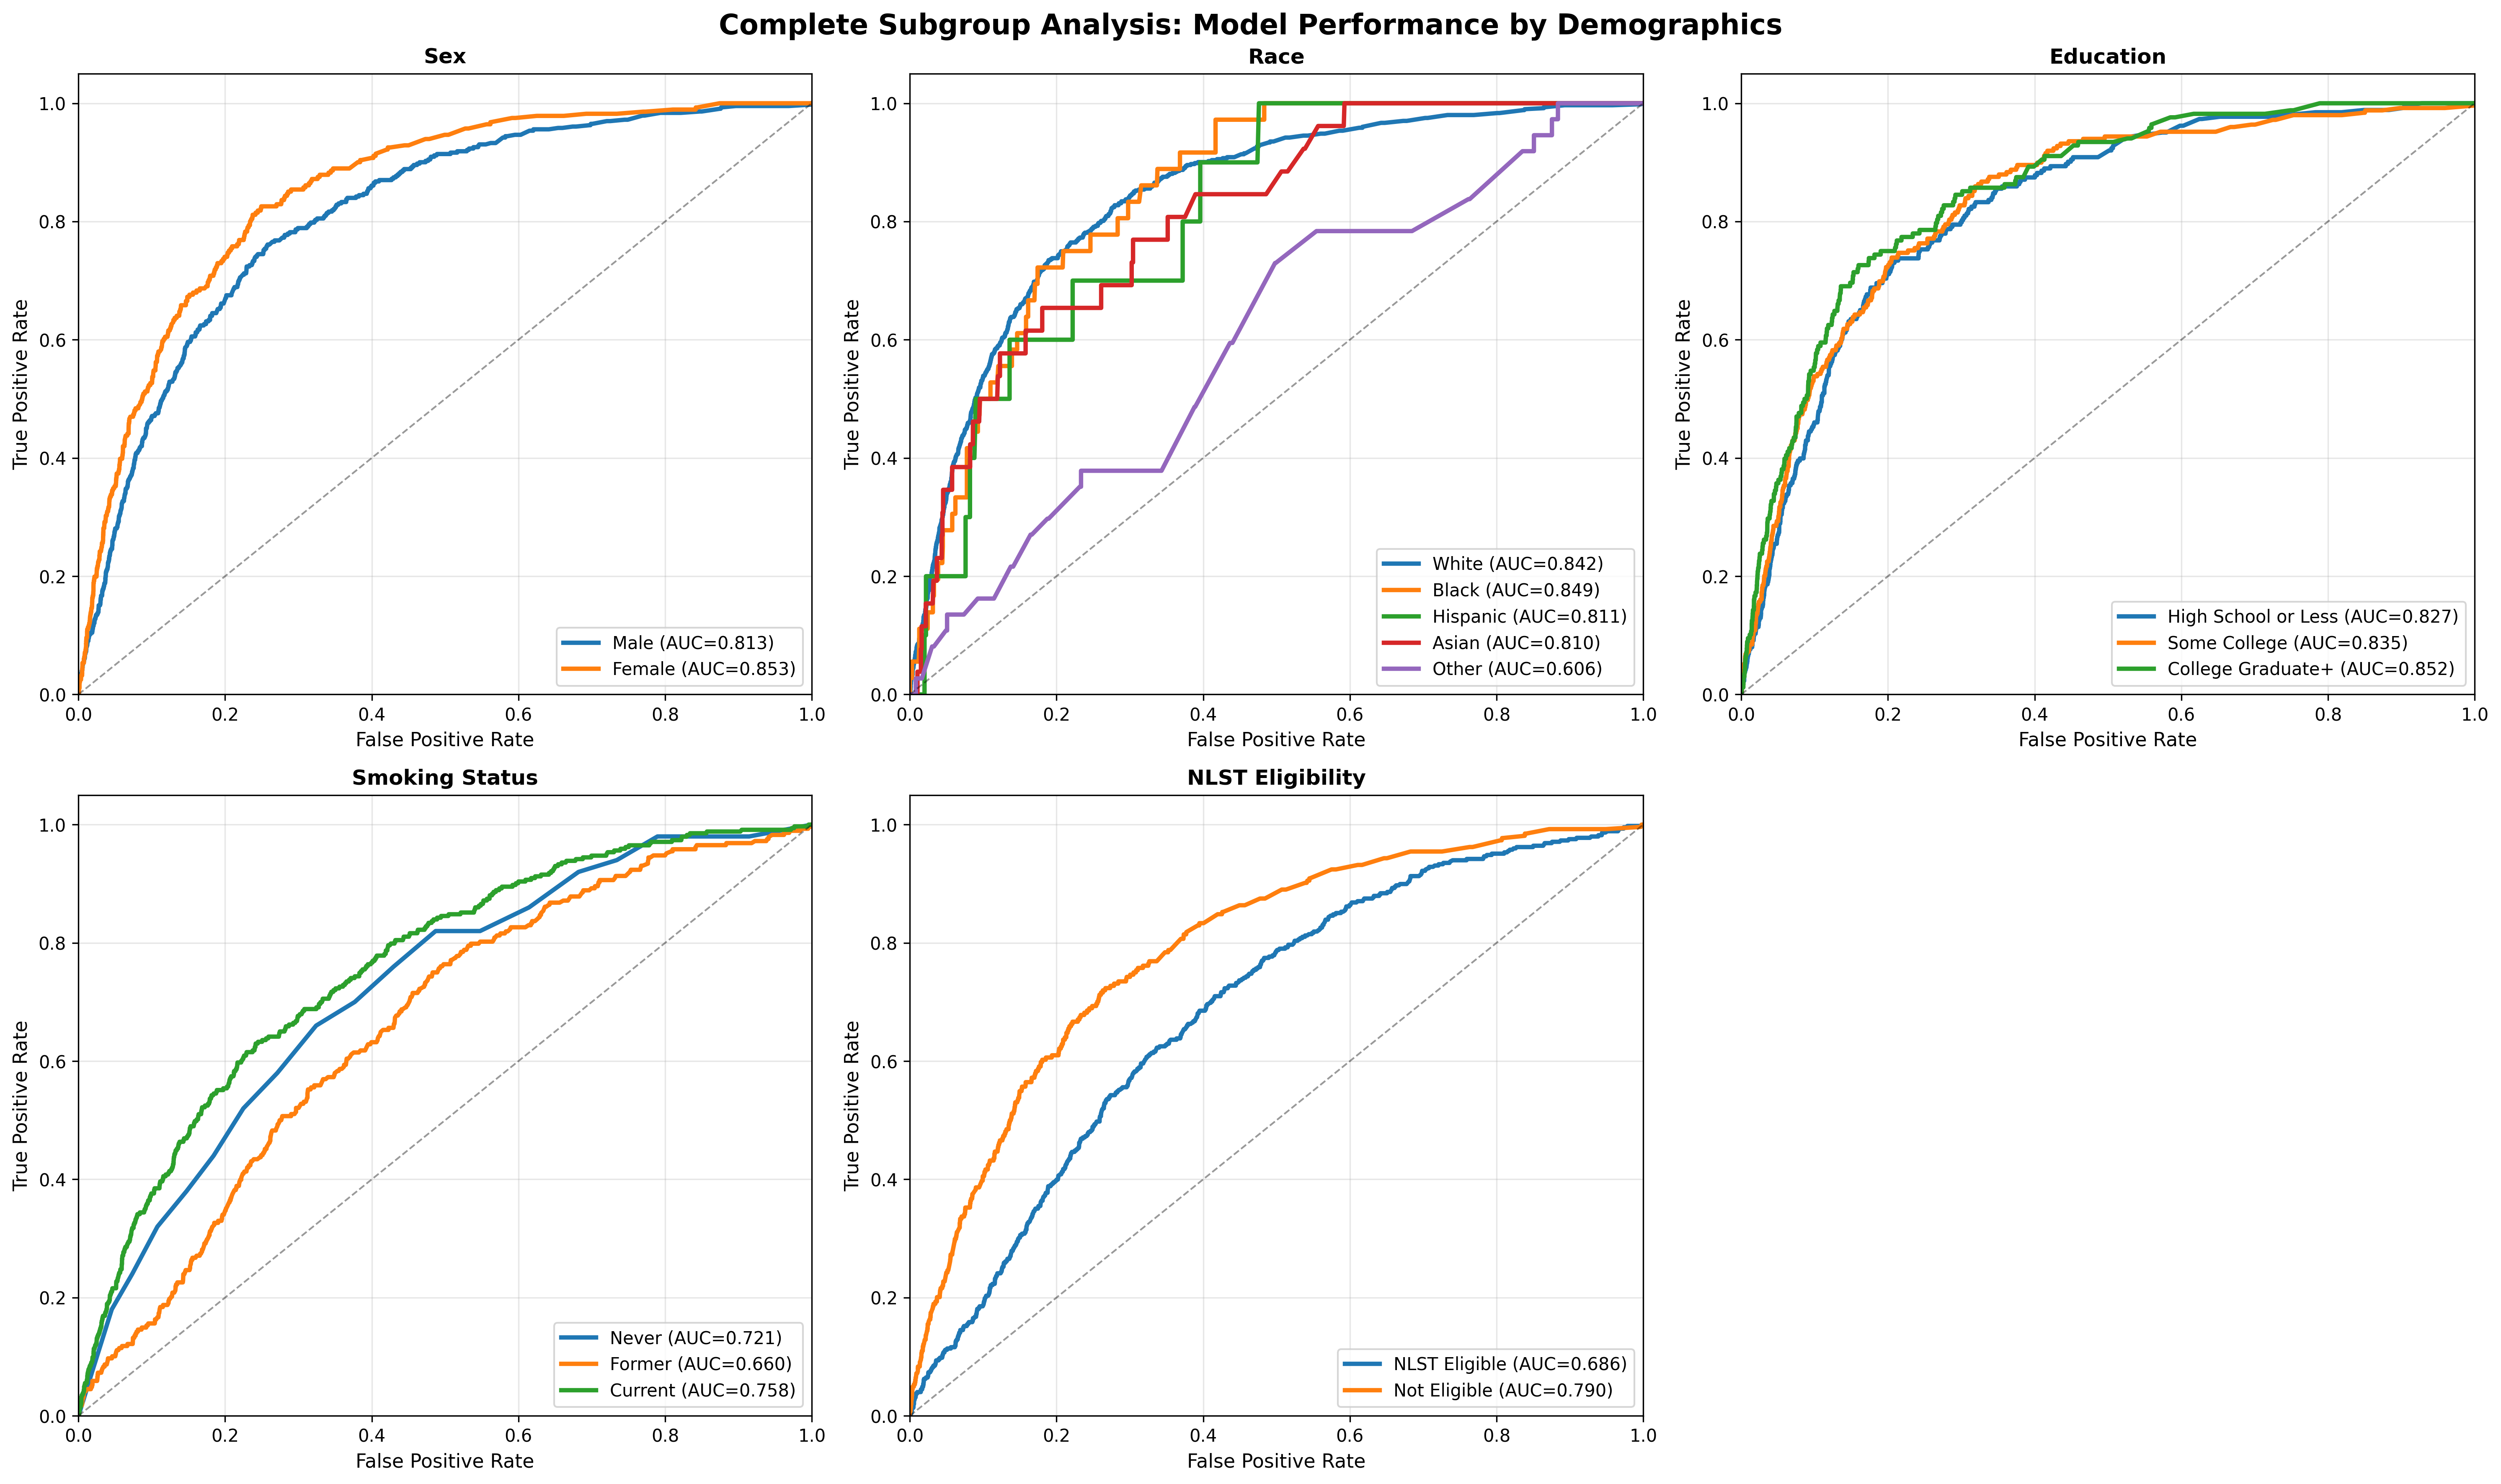 Complete Subgroup Analysis: Model Performance by Demographics
Sex
True Positive Rate
1.0
0.8
0.6
0.4
0.2
0.0
0.0 0.2 0.4 0.6 0.8 1.0
False Positive Rate
Male (AUC=0.813)
Female (AUC=0.853)
Race
True Positive Rate
1.0
0.8
0.6
0.4
0.2
0.0
0.0 0.2 0.4 0.6 0.8 1.0
False Positive Rate
White (AUC=0.842)
Black (AUC=0.849)
Hispanic (AUC=0.811)
Asian (AUC=0.810)
Other (AUC=0.606)
Education
True Positive Rate
1.0
0.8
0.6
0.4
0.2
0.0
0.0 0.2 0.4 0.6 0.8 1.0
False Positive Rate
High School or Less (AUC=0.827)
Some College (AUC=0.835)
College Graduate+ (AUC=0.852)
Smoking Status
True Positive Rate
1.0
0.8
0.6
0.4
0.2
0.0
0.0 0.2 0.4 0.6 0.8 1.0
False Positive Rate
Never (AUC=0.721)
Former (AUC=0.660)
Current (AUC=0.758)
NLST Eligibility
True Positive Rate
1.0
0.8
0.6
0.4
0.2
0.0
0.0 0.2 0.4 0.6 0.8 1.0
False Positive Rate
NLST Eligible (AUC=0.686)
Not Eligible (AUC=0.790)